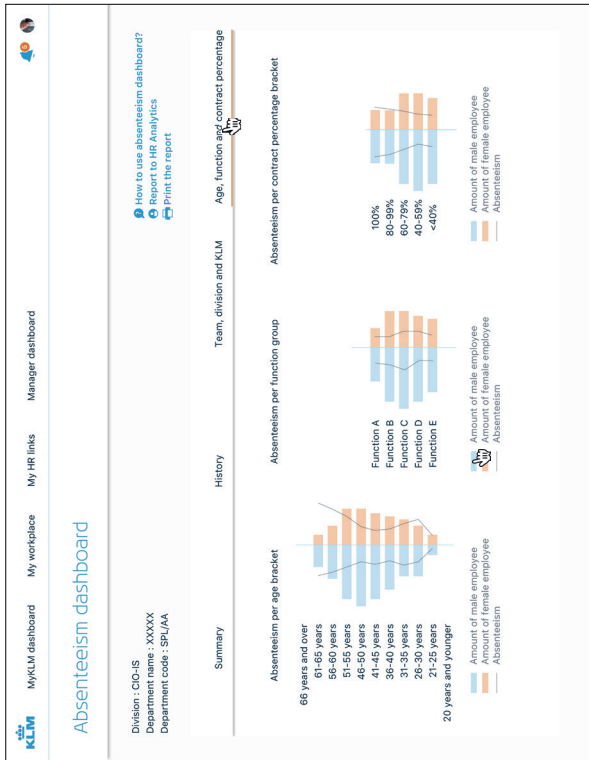 KLM
MyKLM dashboard
My workplace
My HR links
Manager dashboard
5
Absenteeism dashboard
Division : CIO-IS
Department name : XXXXX
Department code : SPL/AA
How to use absenteeism dashboard?
Report to HR Analytics
Print the report
Summary
History
Team, division and KLM
Age, function and contract percentage
Absenteeism per age bracket
66 years and over
61-65 years
56-60 years
51-55 years
46-50 years
41-45 years
36-40 years
31-35 years
26-30 years
21-25 years
20 years and younger
Amount of male employee
Amount of female employee
Absenteeism
Absenteeism per function group
Function A
Function B
Function C
Function D
Function E
Amount of male employee
Amount of female employee
Absenteeism
Absenteeism per contract percentage bracket
100%
80-99%
60-79%
40-59%
<40%
Amount of male employee
Amount of female employee
Absenteeism